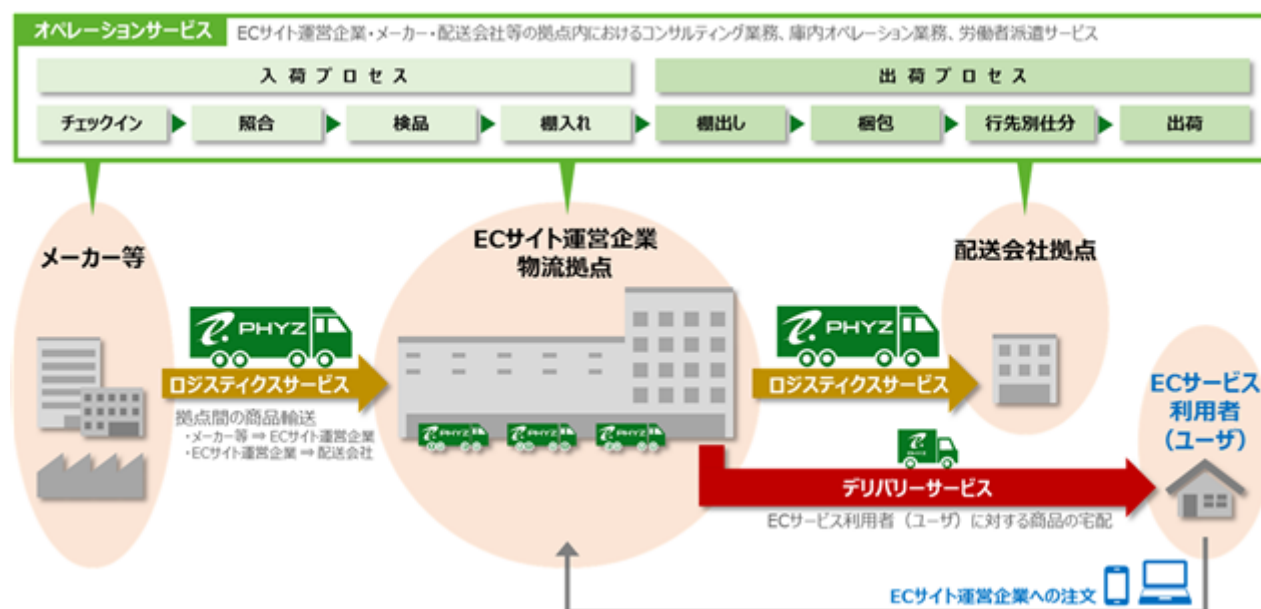 オペレーションサービス
ECサイト運営企業・メーカー・配送会社等の拠点内におけるコンサルティング業務、庫内オペレーション業務、労働者派遣サービス
入荷プロセス
出荷プロセス
チェックイン
照合
検品
棚入れ
棚出し
梱包
行先別仕分
出荷
メーカー等
ECサイト運営企業
物流拠点
配送会社拠点
PHYZ
PHYZ
ロジスティクスサービス
ロジスティクスサービス
拠点間の商品輸送
・メーカー等 ⇒ ECサイト運営企業
・ECサイト運営企業 ⇒ 配送会社
PHYZ
PHYZ
PHYZ
PHYZ
ECサービス
利用者
（ユーザ）
デリバリーサービス
ECサービス利用者（ユーザ）に対する商品の宅配
ECサイト運営企業への注文